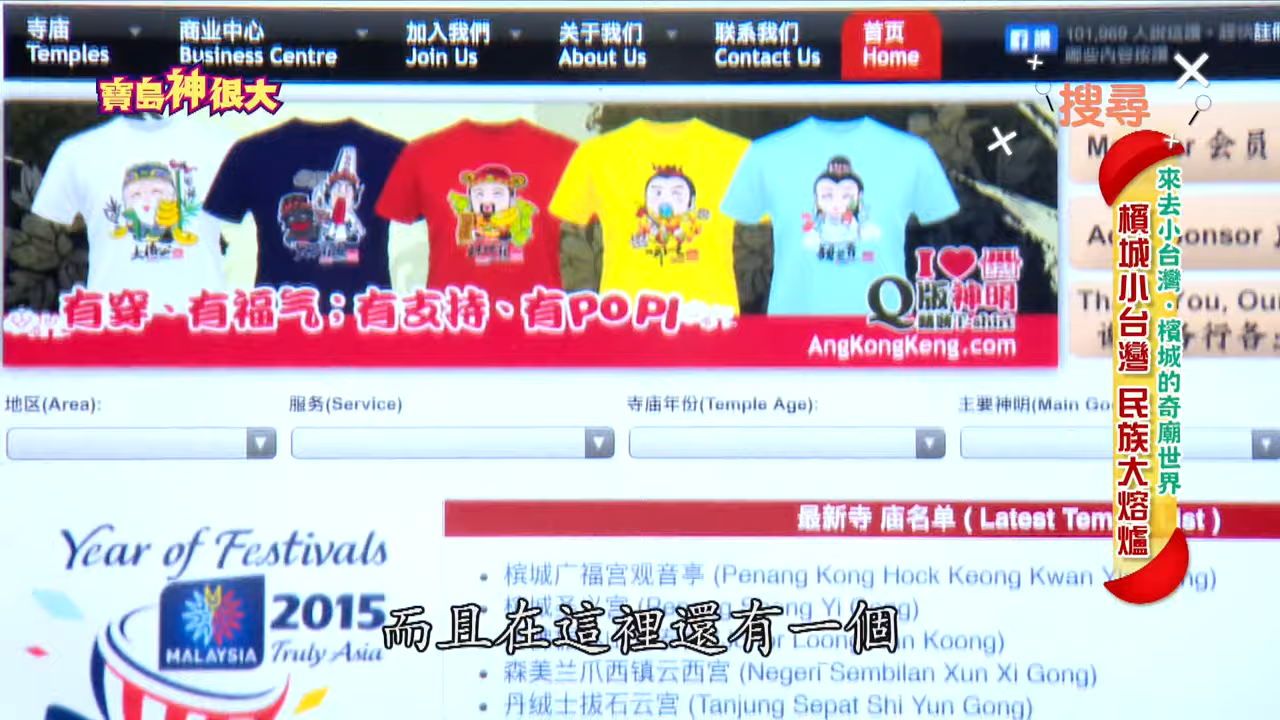 寺庙
Temples
商业中心
Business Centre
加入我們
Join Us
关于我们
About Us
联系我们
Contact Us
首页
Home
讚
寶島神很大
搜尋
会员
來去小台灣·檳城的奇廟世界
檳城小台灣 民族大熔爐
有穿、有福气；有支持、有POPI
I
Q版神明
AngKongKeng.com
地区(Area):
服务(Service)
寺庙年份(Temple Age):
主要神明(Main
Year of Festivals
2015
MALAYSIA
Truly Asia
最新寺 庙名单 ( Latest
槟城广福宫观音亭 (Penang Kong Hock Keong Kwan
森美兰爪西镇云西宫 (Negeri Sembilan Xun Xi Gong)
丹绒士拔石云宫 (Tanjung Sepat Shi Yun Gong)
而且在這裡還有一個